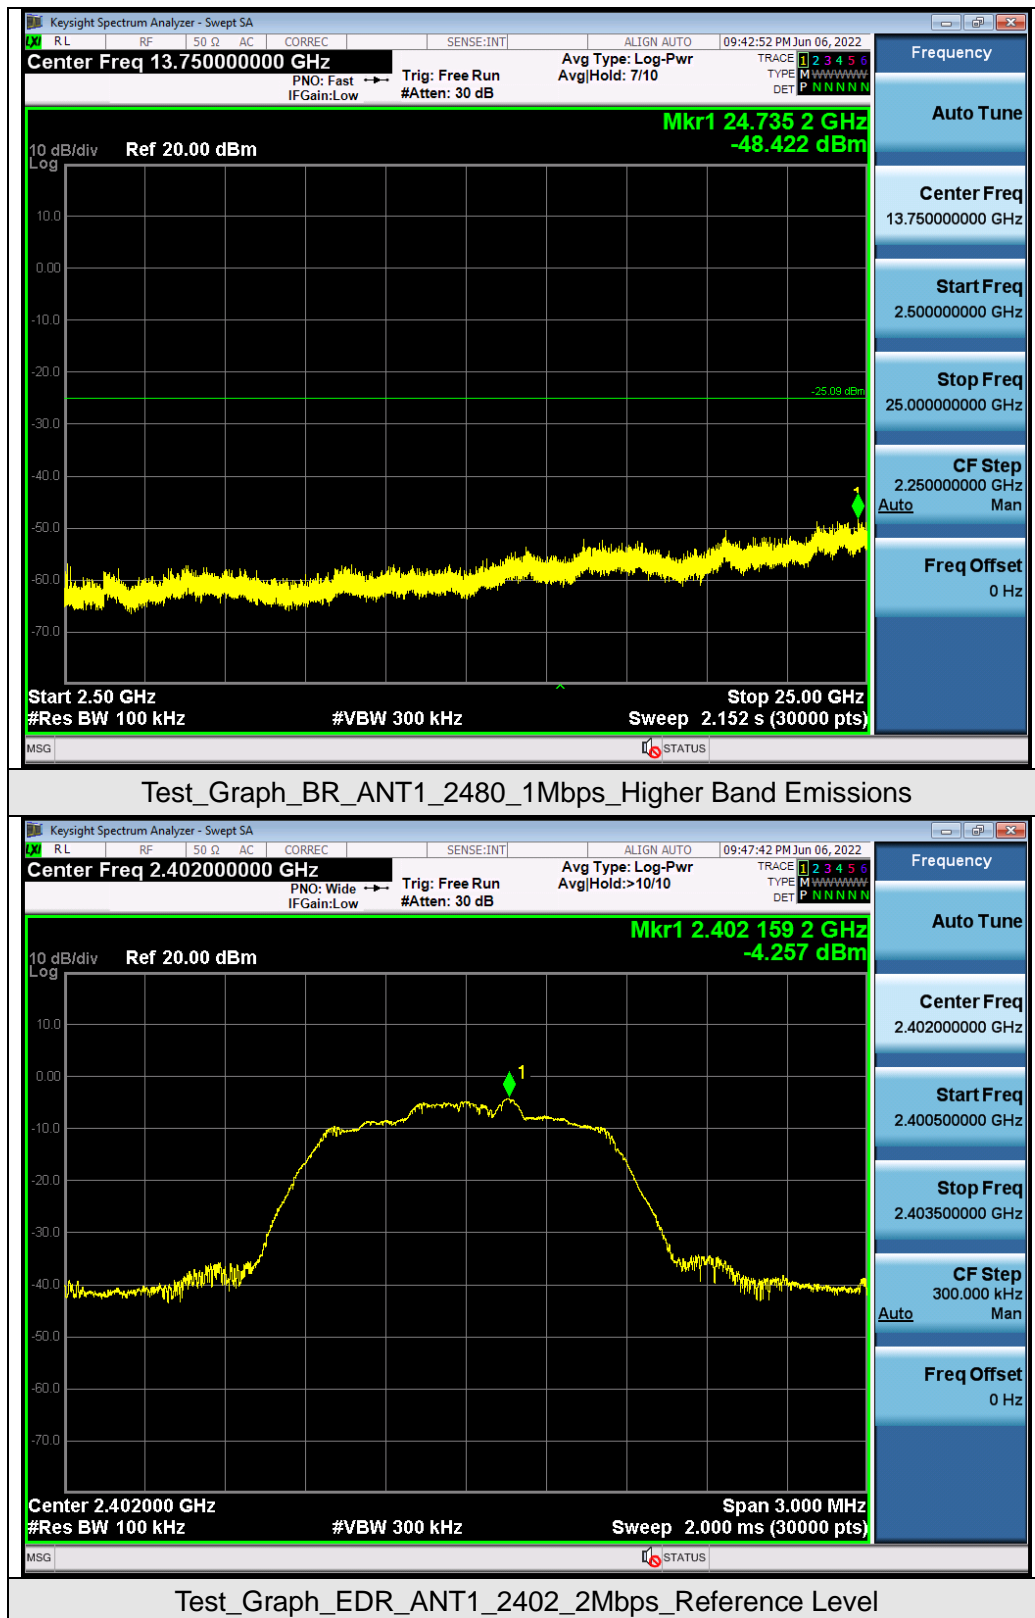 Keysight Spectrum Analyzer - Swept SA
LXI RL RF 50 Ω AC CORREC SENSE:INT ALIGN AUTO 09:42:52 PM Jun 06, 2022
Center Freq 13.750000000 GHz
PNO: Fast
IFGain:Low
Trig: Free Run
#Atten: 30 dB
Avg Type: Log-Pwr
Avg|Hold: 7/10
TRACE 1 2 3 4 5 6
TYPE M WWWWW
DET P N N N N N
Mkr1 24.735 2 GHz
-48.422 dBm
10 dB/div Ref 20.00 dBm
Log
10.0
0.00
-10.0
-20.0
-25.09 dBm
-30.0
-40.0
1
-50.0
-60.0
-70.0
Start 2.50 GHz Stop 25.00 GHz
#Res BW 100 kHz #VBW 300 kHz Sweep 2.152 s (30000 pts)
MSG STATUS
Frequency
Auto Tune
Center Freq
13.750000000 GHz
Start Freq
2.500000000 GHz
Stop Freq
25.000000000 GHz
CF Step
2.250000000 GHz
Auto Man
Freq Offset
0 Hz
Test_Graph_BR_ANT1_2480_1Mbps_Higher Band Emissions
Keysight Spectrum Analyzer - Swept SA
LXI RL RF 50 Ω AC CORREC SENSE:INT ALIGN AUTO 09:47:42 PM Jun 06, 2022
Center Freq 2.402000000 GHz
PNO: Wide
IFGain:Low
Trig: Free Run
#Atten: 30 dB
Avg Type: Log-Pwr
Avg|Hold:>10/10
TRACE 1 2 3 4 5 6
TYPE M WWWWW
DET P N N N N N
Mkr1 2.402 159 2 GHz
-4.257 dBm
10 dB/div Ref 20.00 dBm
Log
10.0
0.00
1
-10.0
-20.0
-30.0
-40.0
-50.0
-60.0
-70.0
Center 2.402000 GHz Span 3.000 MHz
#Res BW 100 kHz #VBW 300 kHz Sweep 2.000 ms (30000 pts)
MSG STATUS
Frequency
Auto Tune
Center Freq
2.402000000 GHz
Start Freq
2.400500000 GHz
Stop Freq
2.403500000 GHz
CF Step
300.000 kHz
Auto Man
Freq Offset
0 Hz
Test_Graph_EDR_ANT1_2402_2Mbps_Reference Level